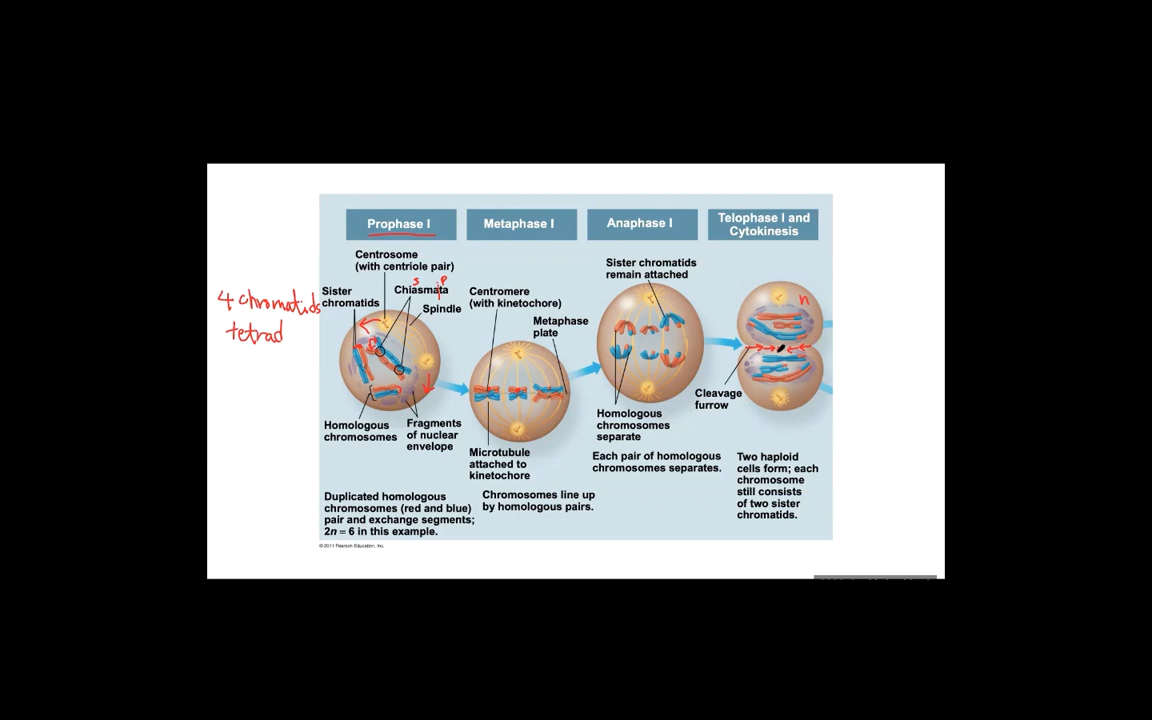 Prophase I
Metaphase I
Anaphase I
Telophase I and
Cytokinesis
Centrosome
(with centriole pair)
Sister
chromatids
s p
Chiasmata
Spindle
4 chromatids
tetrad
Homologous
chromosomes
Fragments
of nuclear
envelope
Duplicated homologous
chromosomes (red and blue)
pair and exchange segments;
2n = 6 in this example.
Centromere
(with kinetochore)
Metaphase
plate
Microtubule
attached to
kinetochore
Chromosomes line up
by homologous pairs.
Sister chromatids
remain attached
Homologous
chromosomes
separate
Each pair of homologous
chromosomes separates.
n
Cleavage
furrow
Two haploid
cells form; each
chromosome
still consists
of two sister
chromatids.
© 2011 Pearson Education, Inc.